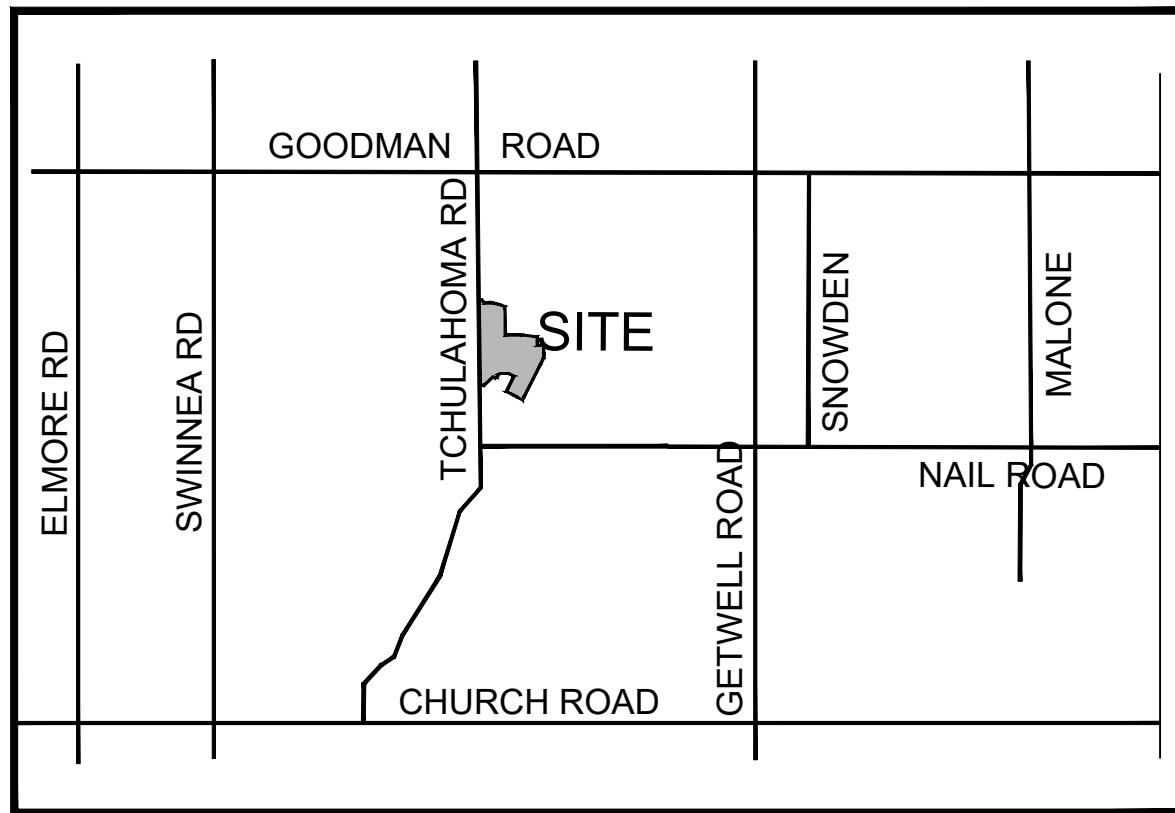 GOODMAN ROAD
TCHULAHOMA RD
SITE
SNOWDEN
MALONE
ELMORE RD
SWINNEA RD
GETWELL ROAD
NAIL ROAD
CHURCH ROAD